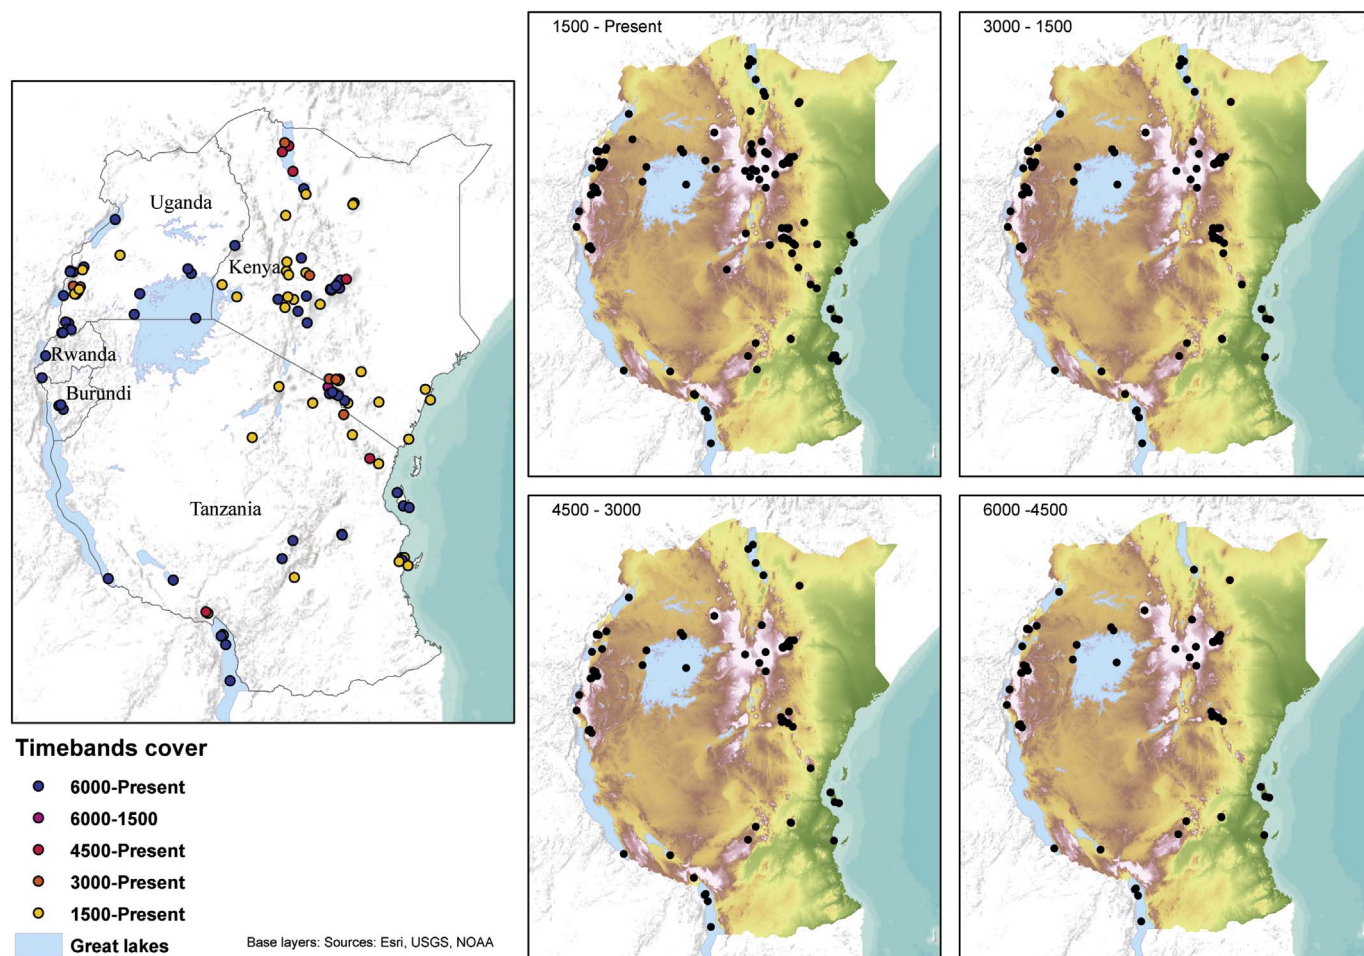 1500 - Present
3000 - 1500
Uganda
Kenya
Rwanda
Burundi
Tanzania
4500 - 3000
6000 -4500
Timebands cover
6000-Present
6000-1500
4500-Present
3000-Present
1500-Present
Great lakes
Base layers: Sources: Esri, USGS, NOAA